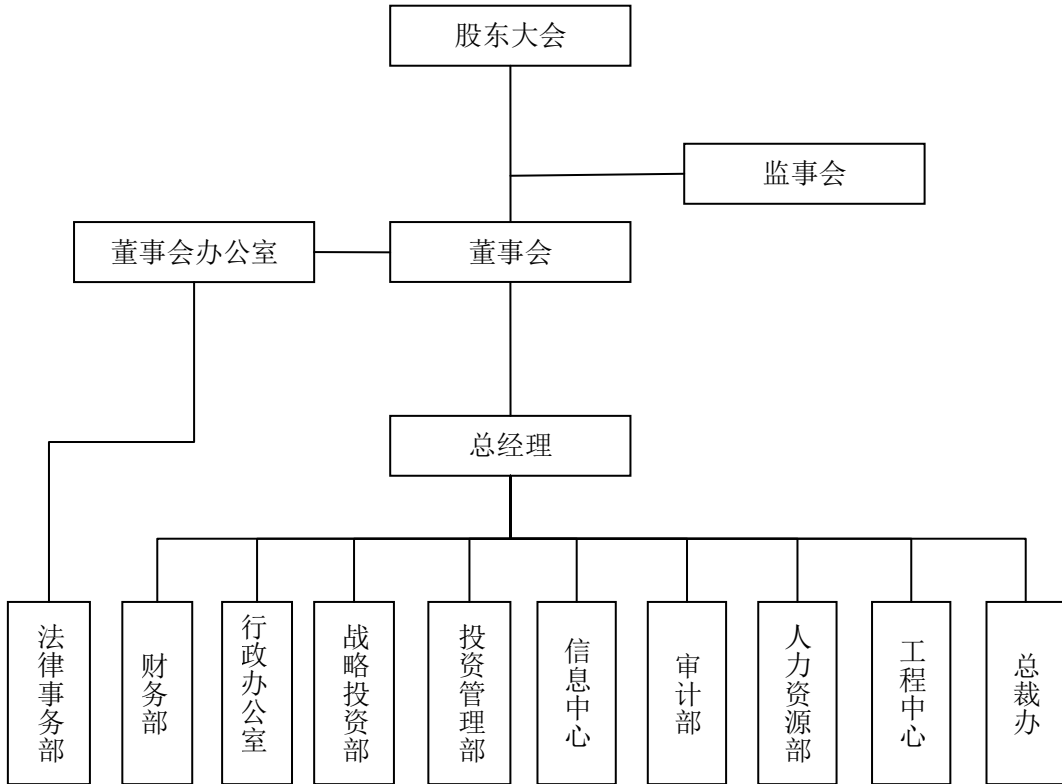 股东大会
监事会
董事会办公室
董事会
总经理
法律事务部
财务部
行政办公室
战略投资部
投资管理部
信息中心
审计部
人力资源部
工程中心
总裁办